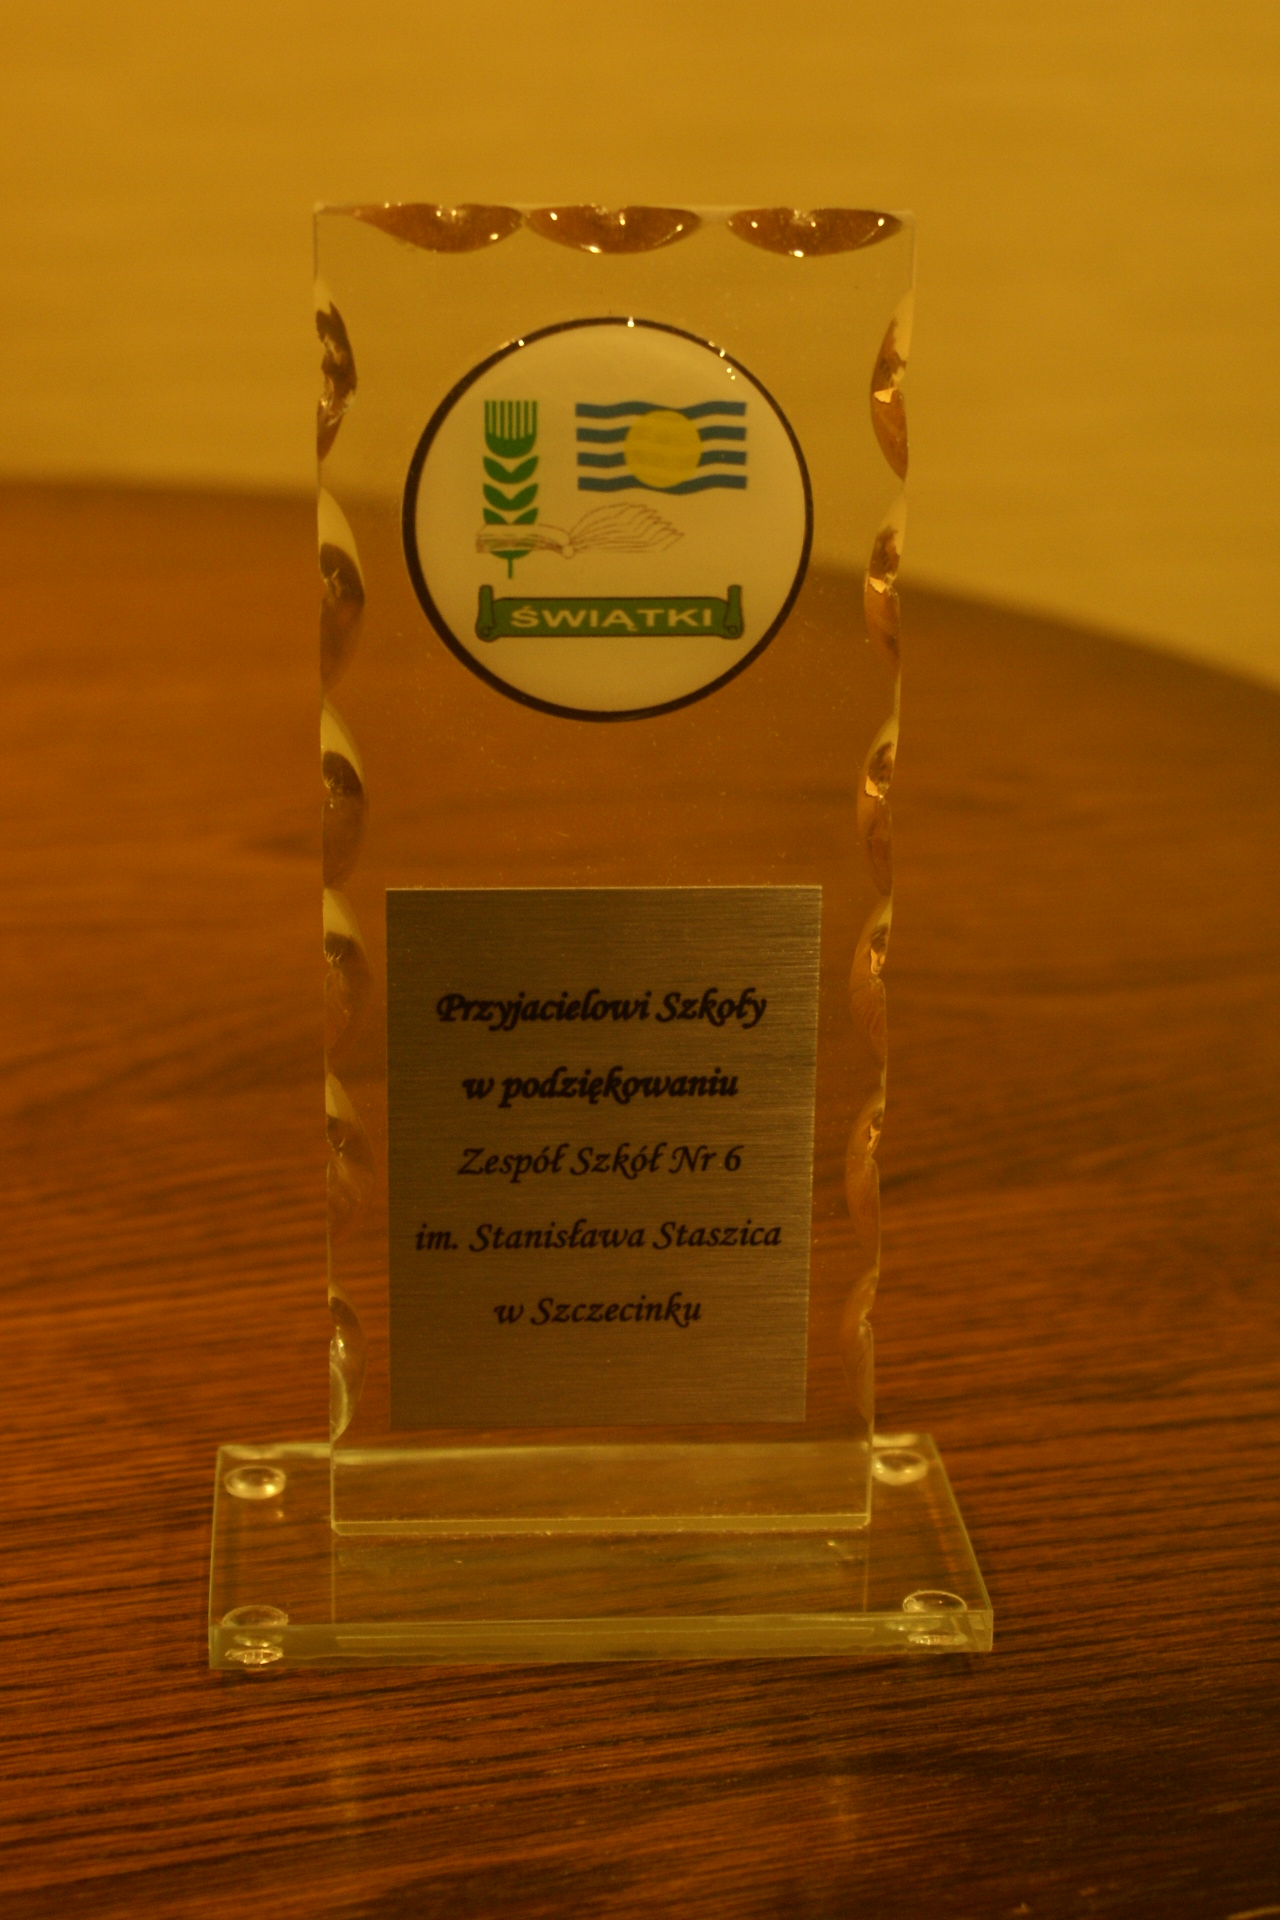 ŚWIĄTKI
Przyjacielowi Szkoły
w podziękowaniu
Zespół Szkół Nr 6
im. Stanisława Staszica
w Szczecinku